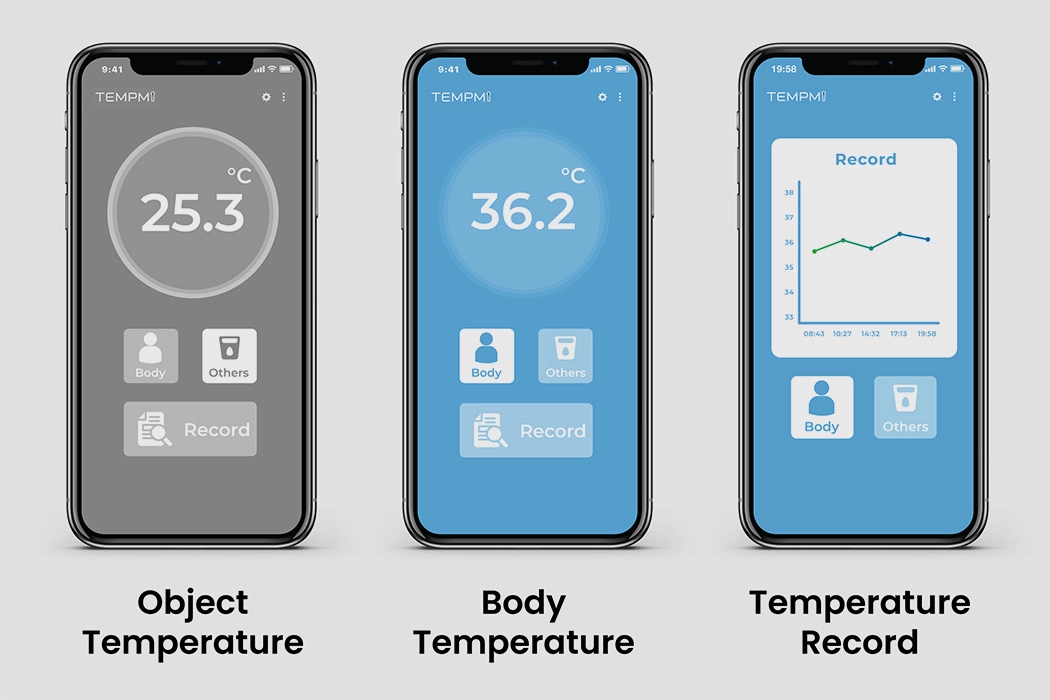 9:41
TEMPMi
°C
25.3
Body
Others
Record
Object
Temperature
9:41
TEMPMi
°C
36.2
Body
Others
Record
Body
Temperature
19:58
TEMPMi
Record
38
37
36
35
34
33
08:43 10:27 14:32 17:13 19:58
Body
Others
Temperature
Record